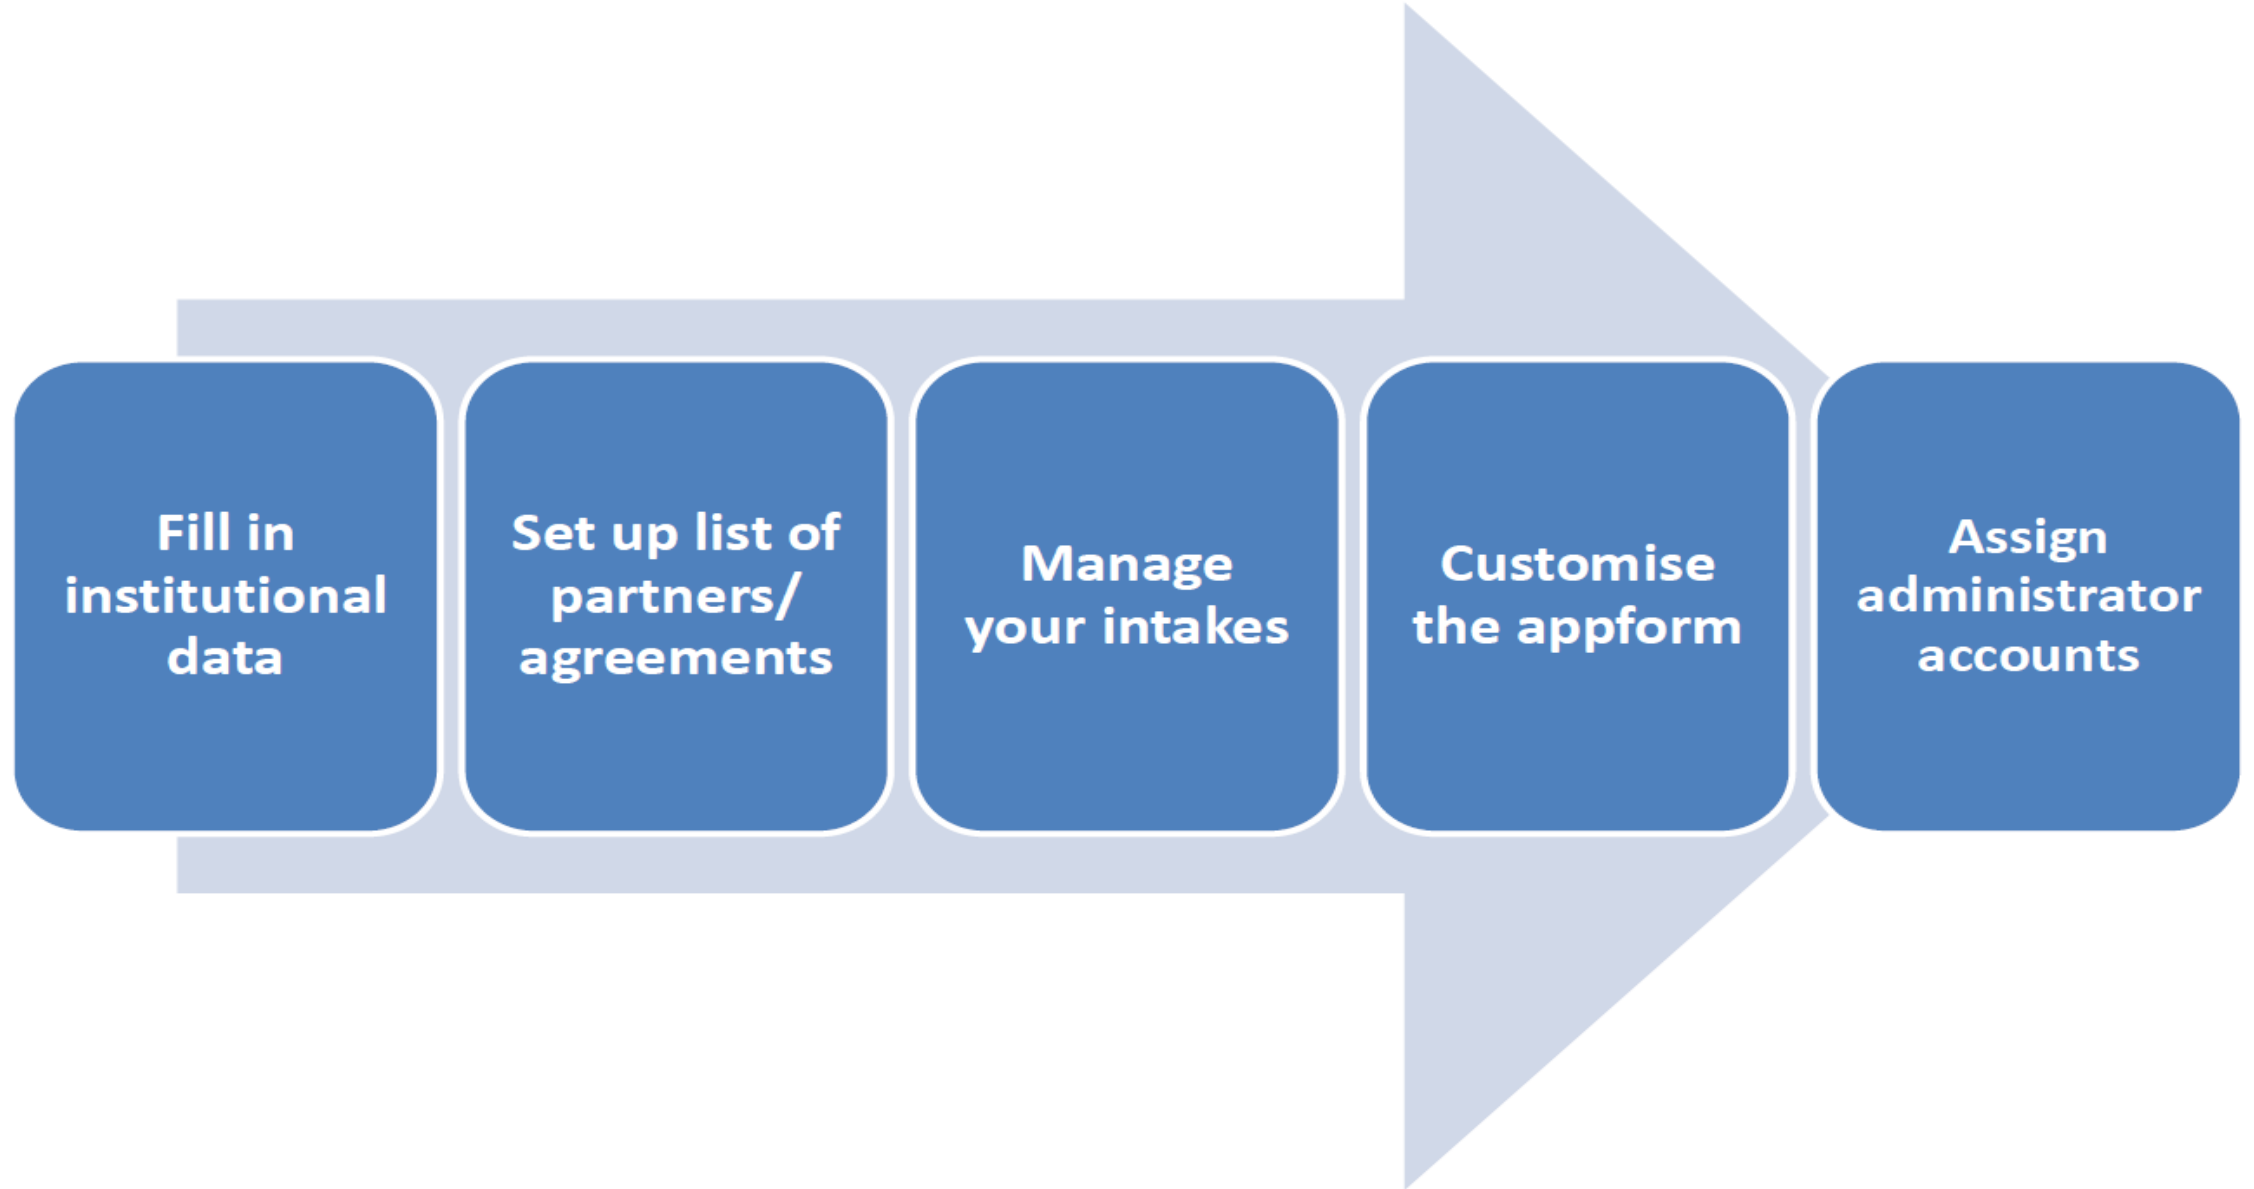 Fill in
institutional
data
Set up list of
partners/
agreements
Manage
your intakes
Customise
the appform
Assign
administrator
accounts